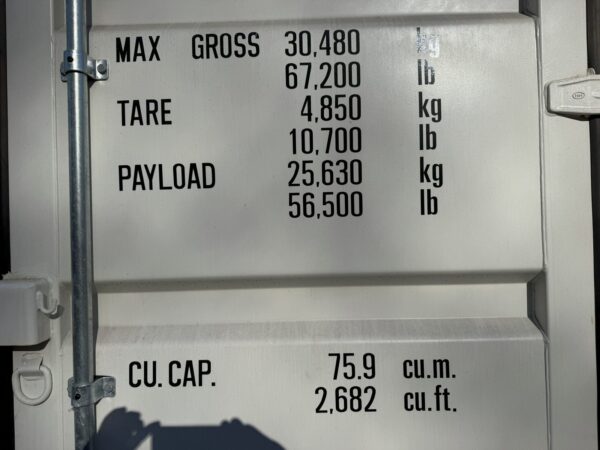 MAX GROSS 30,480 kg
67,200 lb
TARE 4,850 kg
10,700 lb
PAYLOAD 25,630 kg
56,500 lb
CU. CAP. 75.9 cu.m.
2,682 cu.ft.